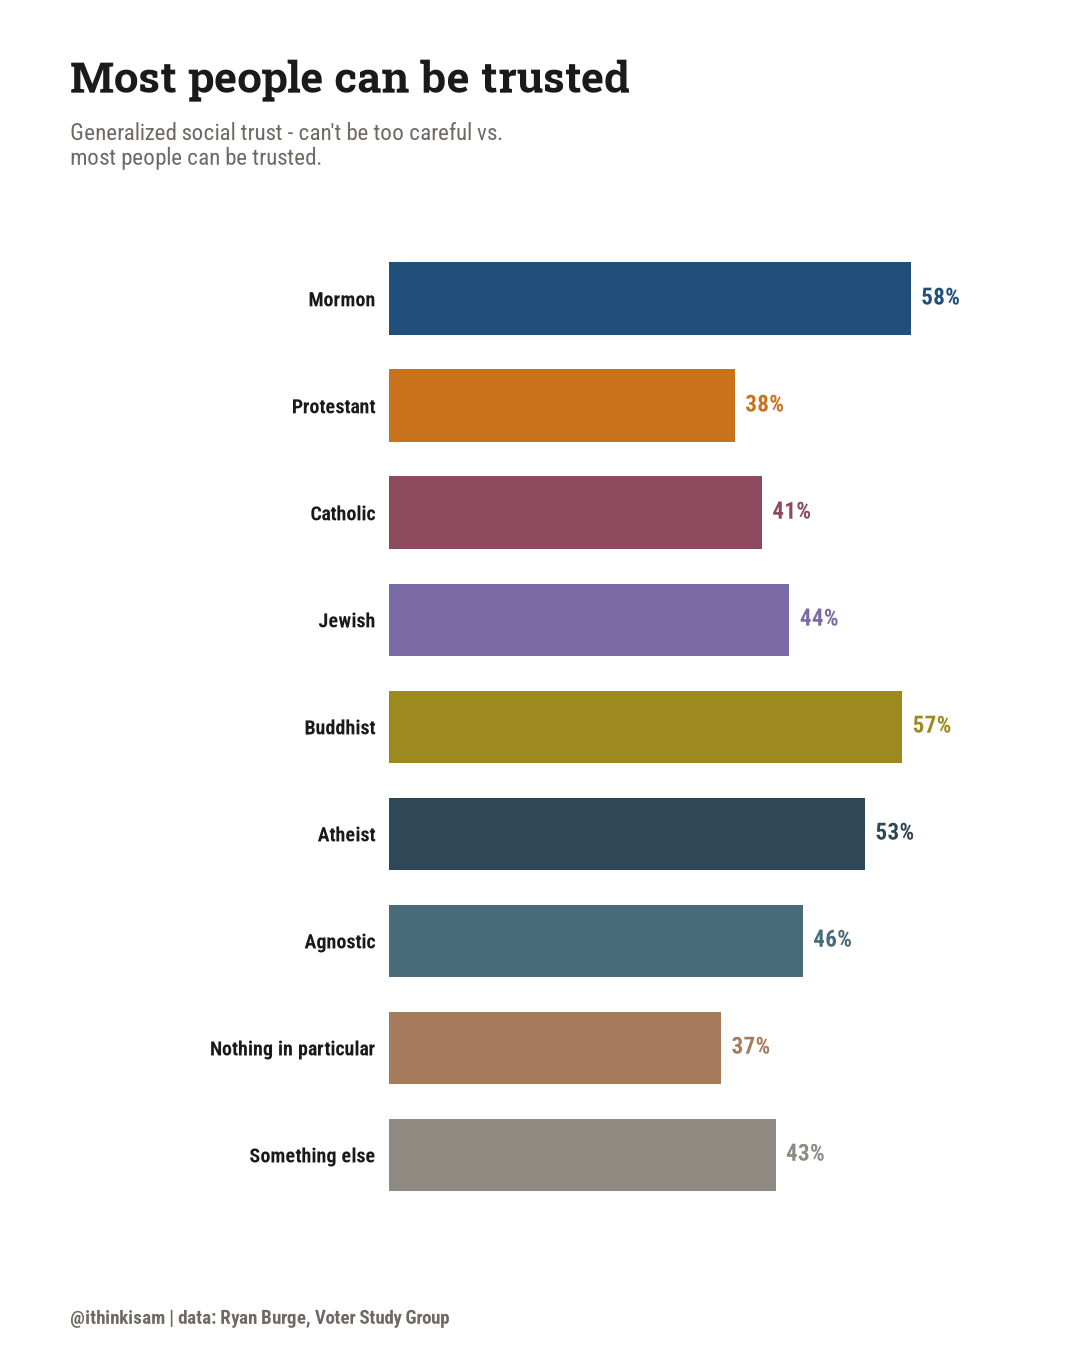 Most people can be trusted
Generalized social trust - can't be too careful vs.
most people can be trusted.
Mormon 58%
Protestant 38%
Catholic 41%
Jewish 44%
Buddhist 57%
Atheist 53%
Agnostic 46%
Nothing in particular 37%
Something else 43%
@ithinkisam | data: Ryan Burge, Voter Study Group